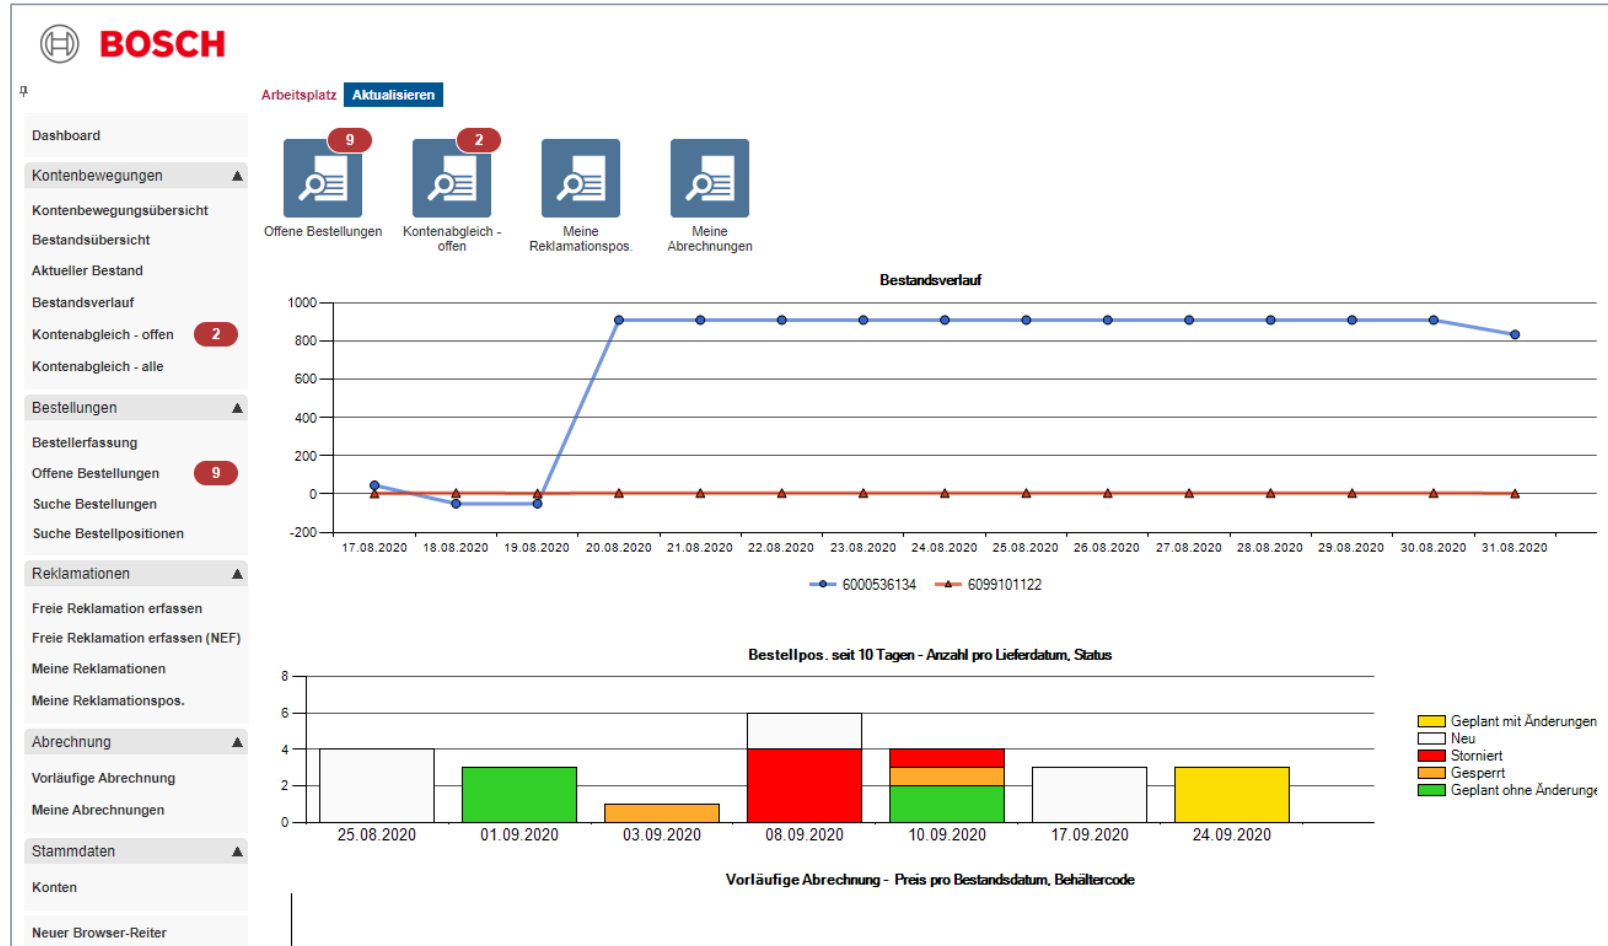 BOSCH
Arbeitsplatz Aktualisieren
Dashboard
Kontenbewegungen
Kontenbewegungsübersicht
Bestandsübersicht
Aktueller Bestand
Bestandsverlauf
Kontenabgleich - offen 2
Kontenabgleich - alle
Bestellungen
Bestellerfassung
Offene Bestellungen 9
Suche Bestellungen
Suche Bestellpositionen
Reklamationen
Freie Reklamation erfassen
Freie Reklamation erfassen (NEF)
Meine Reklamationen
Meine Reklamationspos.
Abrechnung
Vorläufige Abrechnung
Meine Abrechnungen
Stammdaten
Konten
Neuer Browser-Reiter
9
Offene Bestellungen
2
Kontenabgleich -
offen
Meine
Reklamationspos.
Meine
Abrechnungen
Bestandsverlauf
1000
800
600
400
200
0
-200
17.08.2020 18.08.2020 19.08.2020 20.08.2020 21.08.2020 22.08.2020 23.08.2020 24.08.2020 25.08.2020 26.08.2020 27.08.2020 28.08.2020 29.08.2020 30.08.2020 31.08.2020
6000536134 6099101122
Bestellpos. seit 10 Tagen - Anzahl pro Lieferdatum, Status
8
6
4
2
0
25.08.2020 01.09.2020 03.09.2020 08.09.2020 10.09.2020 17.09.2020 24.09.2020
Geplant mit Änderungen
Neu
Storniert
Gesperrt
Geplant ohne Änderunge
Vorläufige Abrechnung - Preis pro Bestandsdatum, Behältercode